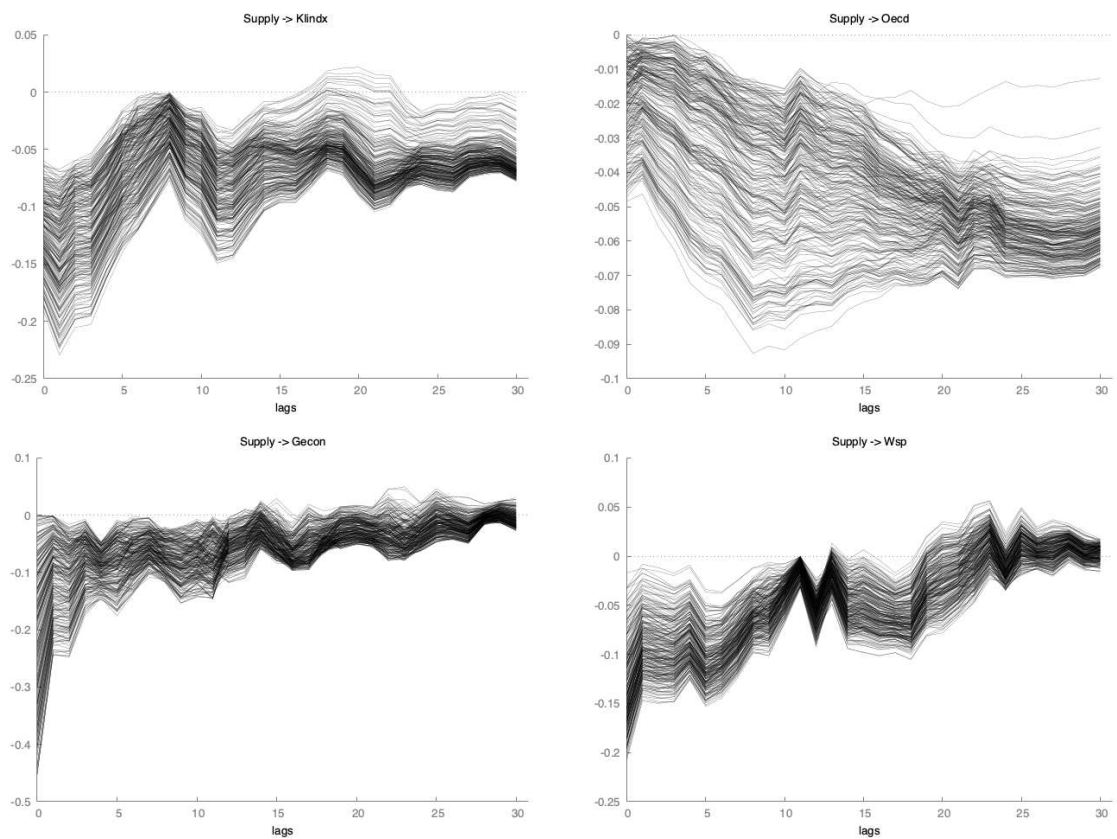 Supply -> Klindx
0.05
0
-0.05
-0.1
-0.15
-0.2
-0.25
0 5 10 15 20 25 30
lags
Supply -> Oecd
0
-0.01
-0.02
-0.03
-0.04
-0.05
-0.06
-0.07
-0.08
-0.09
-0.1
0 5 10 15 20 25 30
lags
Supply -> Gecon
0.1
0
-0.1
-0.2
-0.3
-0.4
-0.5
0 5 10 15 20 25 30
lags
Supply -> Wsp
0.1
0.05
0
-0.05
-0.1
-0.15
-0.2
-0.25
0 5 10 15 20 25 30
lags